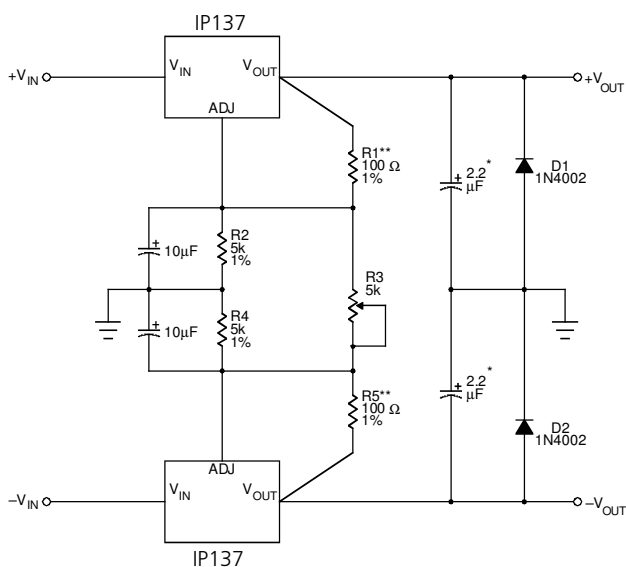 IP137
+VIN
VIN
VOUT
ADJ
+VOUT
R1**
100 Ω
1%
2.2 *
μF
D1
1N4002
10μF
R2
5k
1%
R3
5k
10μF
R4
5k
1%
2.2 *
μF
R5**
100 Ω
1%
D2
1N4002
ADJ
–VIN
VIN
VOUT
–VOUT
IP137